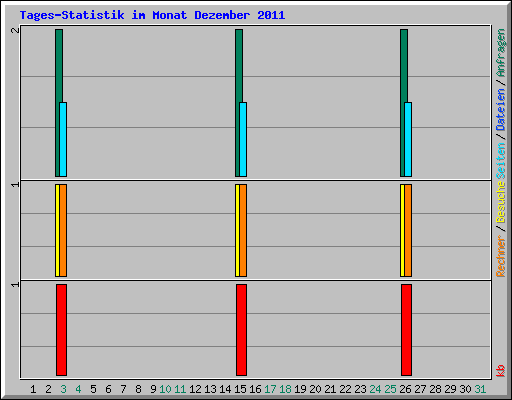 Tages-Statistik im Monat Dezember 2011
2
1
1
Seiten / Dateien / Anfragen
Rechner / Besuche
kb
1 2 3 4 5 6 7 8 9 10 11 12 13 14 15 16 17 18 19 20 21 22 23 24 25 26 27 28 29 30 31